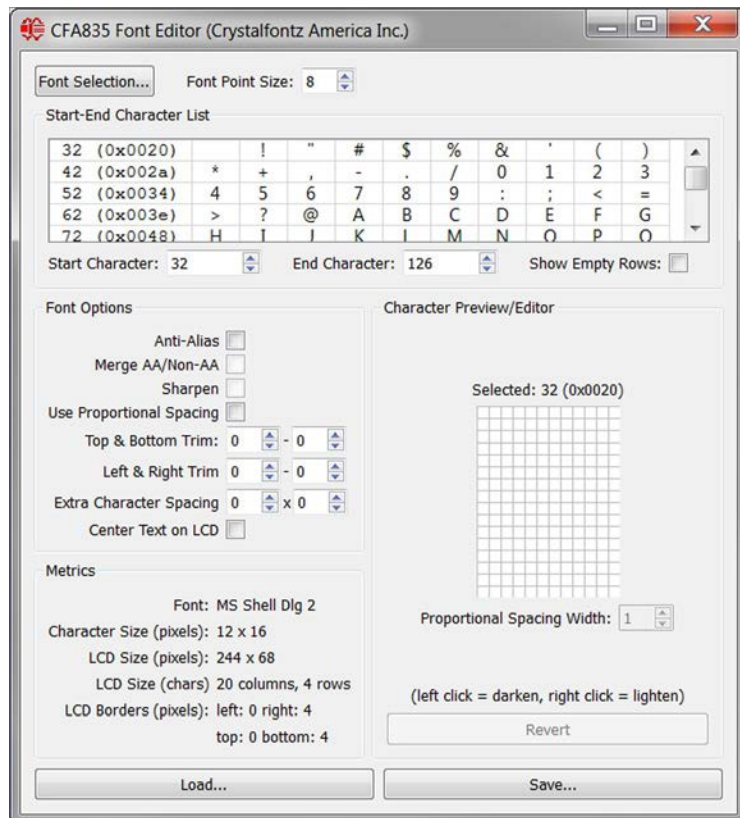 CFA835 Font Editor (Crystalfontz America Inc.)
Font Selection... Font Point Size: 8
Start-End Character List
32 (0x0020) ! " # $ % & ' ( )
42 (0x002a) * + , - . / 0 1 2 3
52 (0x0034) 4 5 6 7 8 9 : ; < =
62 (0x003e) > ? @ A B C D E F G
72 (0x0048) H I J K L M N O P Q
Start Character: 32 End Character: 126 Show Empty Rows:
Font Options
Anti-Alias
Merge AA/Non-AA
Sharpen
Use Proportional Spacing
Top & Bottom Trim: 0 - 0
Left & Right Trim 0 - 0
Extra Character Spacing 0 x 0
Center Text on LCD
Metrics
Font: MS Shell Dlg 2
Character Size (pixels): 12 x 16
LCD Size (pixels): 244 x 68
LCD Size (chars) 20 columns, 4 rows
LCD Borders (pixels): left: 0 right: 4
top: 0 bottom: 4
Character Preview/Editor
Selected: 32 (0x0020)
Proportional Spacing Width: 1
(left click = darken, right click = lighten)
Revert
Load... Save...